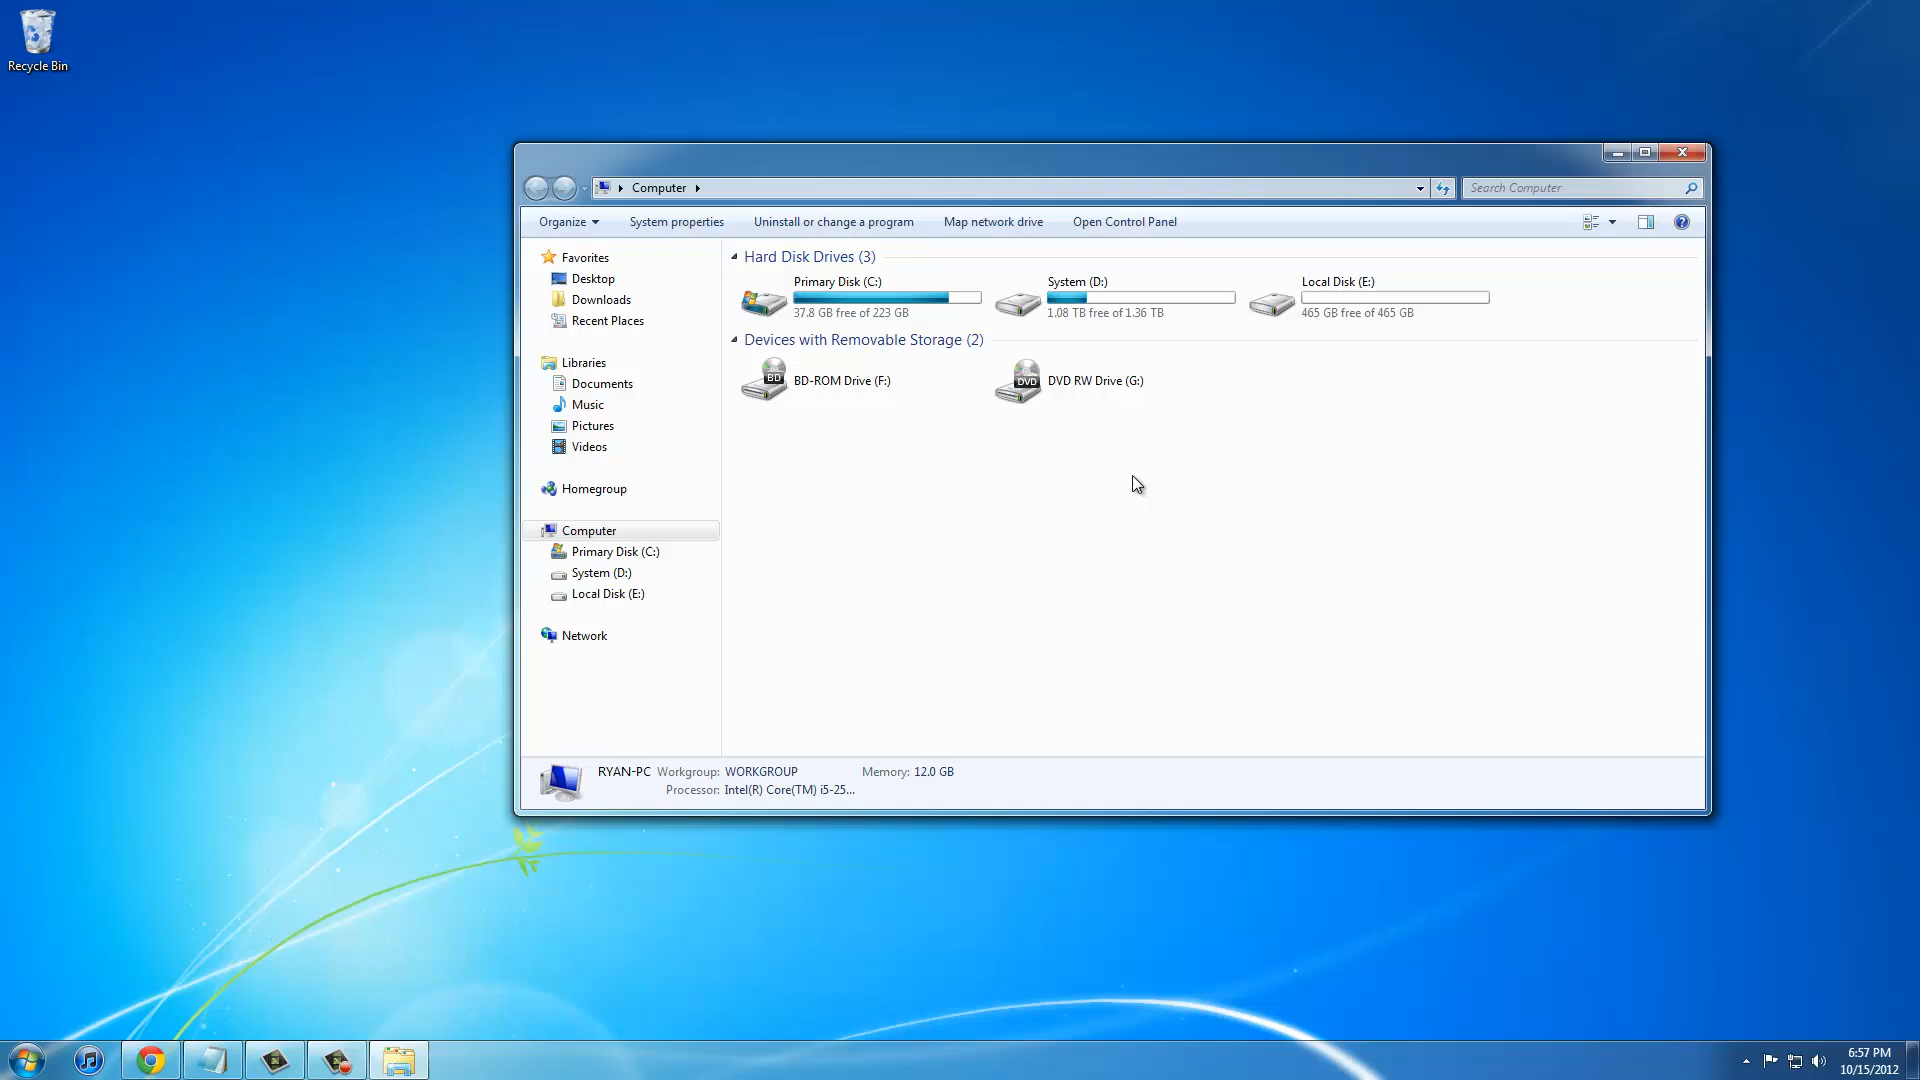 Recycle Bin
Computer
Search Computer
Organize
System properties
Uninstall or change a program
Map network drive
Open Control Panel
Favorites
Desktop
Downloads
Recent Places
Libraries
Documents
Music
Pictures
Videos
Homegroup
Computer
Primary Disk (C:)
System (D:)
Local Disk (E:)
Network
Hard Disk Drives (3)
Primary Disk (C:)
37.8 GB free of 223 GB
System (D:)
1.08 TB free of 1.36 TB
Local Disk (E:)
465 GB free of 465 GB
Devices with Removable Storage (2)
BD
BD-ROM Drive (F:)
DVD
DVD RW Drive (G:)
RYAN-PC Workgroup: WORKGROUP Memory: 12.0 GB
Processor: Intel(R) Core(TM) i5-25...
6:57 PM
10/15/2012